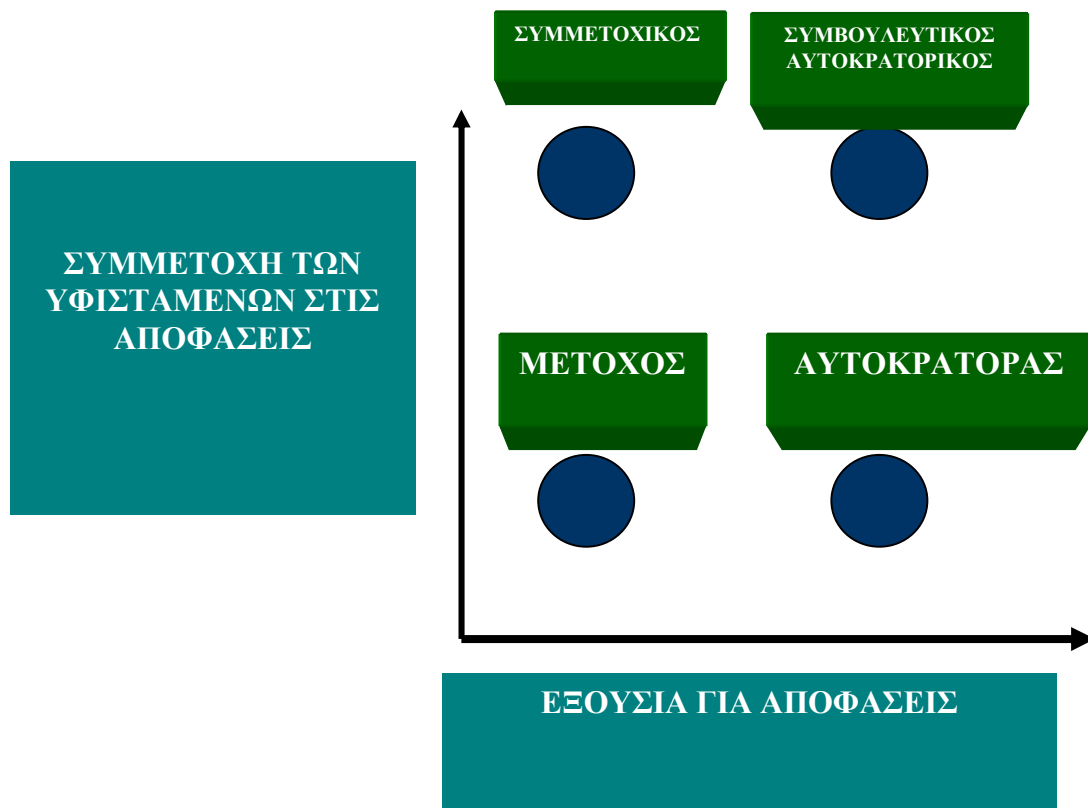 ΣΥΜΜΕΤΟΧΙΚΟΣ
ΣΥΜΒΟΥΛΕΥΤΙΚΟΣ
ΑΥΤΟΚΡΑΤΟΡΙΚΟΣ
ΣΥΜΜΕΤΟΧΗ ΤΩΝ
ΥΦΙΣΤΑΜΕΝΩΝ ΣΤΙΣ
ΑΠΟΦΑΣΕΙΣ
ΜΕΤΟΧΟΣ
ΑΥΤΟΚΡΑΤΟΡΑΣ
ΕΞΟΥΣΙΑ ΓΙΑ ΑΠΟΦΑΣΕΙΣ